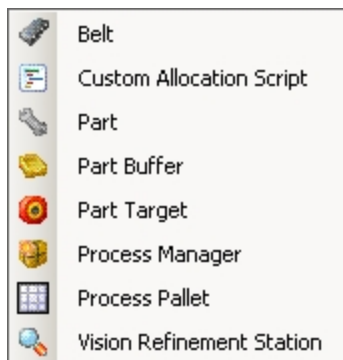 Belt
Custom Allocation Script
Part
Part Buffer
Part Target
Process Manager
Process Pallet
Vision Refinement Station